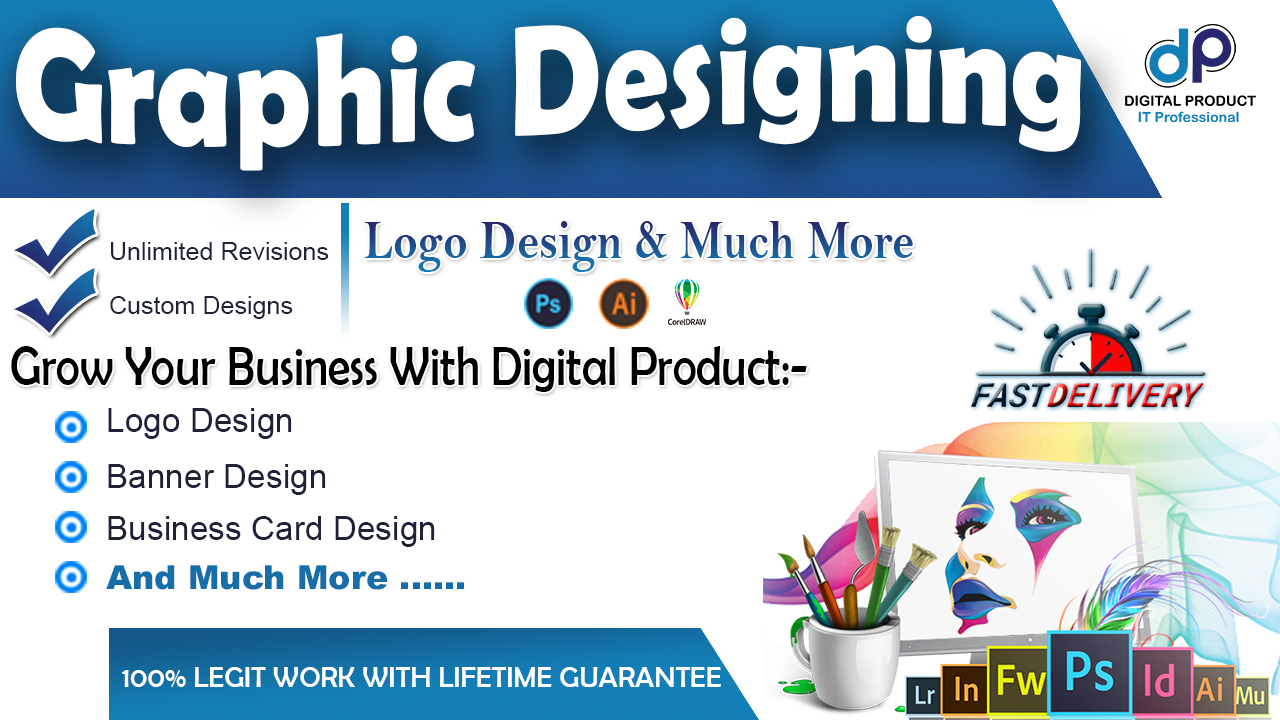 Graphic Designing
dp
DIGITAL PRODUCT
IT Professional
Unlimited Revisions
Custom Designs
Logo Design & Much More
Ps
Ai
CorelDRAW
FAST DELIVERY
Grow Your Business With Digital Product:-
Logo Design
Banner Design
Business Card Design
And Much More ......
100% LEGIT WORK WITH LIFETIME GUARANTEE
Lr
In
Fw
Ps
Id
Ai
Mu